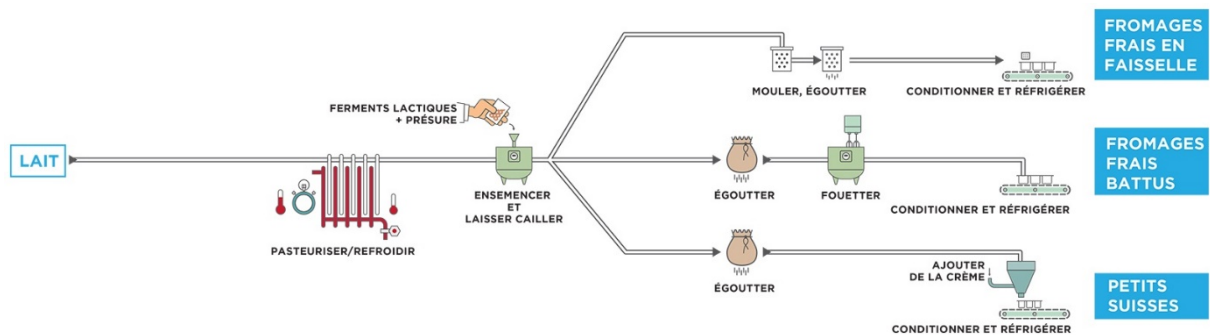 LAIT
PASTEURISER/REFROIDIR
FERMENTS LACTIQUES
+ PRÉSURE
ENSEMENCER
ET
LAISSER CAILLER
MOULER, ÉGOUTTER
CONDITIONNER ET RÉFRIGÉRER
FROMAGES
FRAIS EN
FAISSELLE
ÉGOUTTER
FOUETTER
CONDITIONNER ET RÉFRIGÉRER
FROMAGES
FRAIS
BATTUS
ÉGOUTTER
AJOUTER
DE LA CRÈME
CONDITIONNER ET RÉFRIGÉRER
PETITS
SUISSES